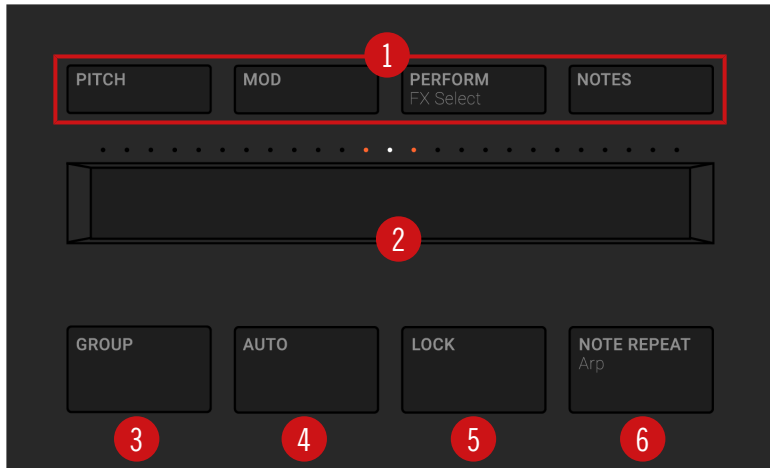 1
PITCH
MOD
PERFORM
FX Select
NOTES
2
GROUP
AUTO
LOCK
NOTE REPEAT
Arp
3
4
5
6